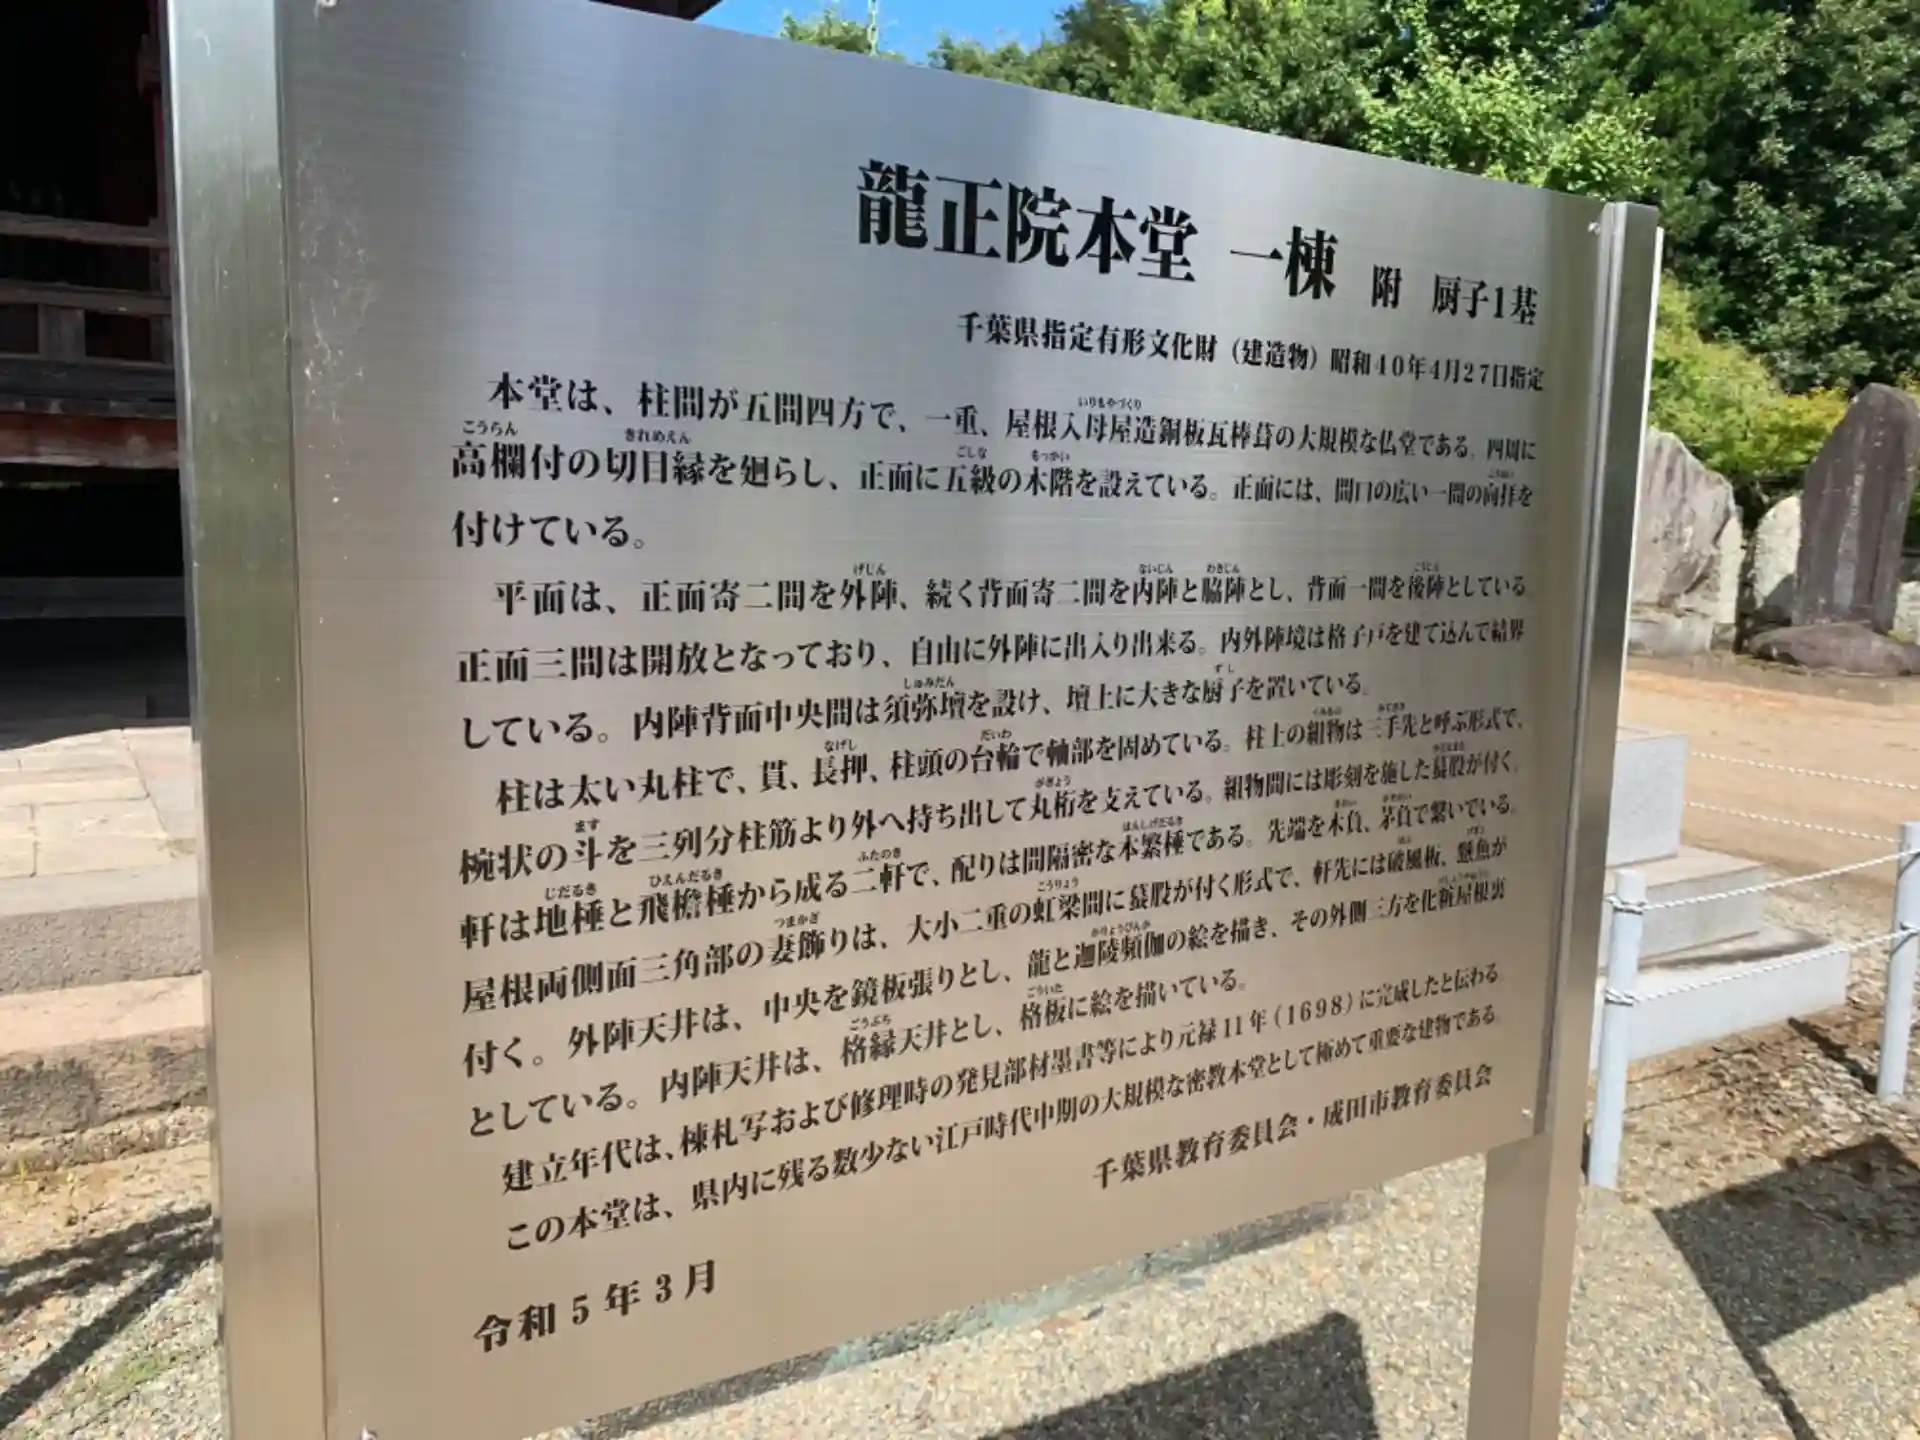 龍正院本堂 一棟 附 厨子1基
千葉県指定有形文化財（建造物）昭和40年4月27日指定
本堂は、柱間が五間四方で、一重、屋根入母屋造銅板瓦棒葺の大規模な仏堂である。四周に
高欄付の切目縁を廻らし、正面に五級の木階を設えている。正面には、間口の広い一間の向拝を
付けている。
平面は、正面寄二間を外陣、続く背面寄二間を内陣と脇陣とし、背面一間を後陣としている
正面三間は開放となっており、自由に外陣に出入り出来る。内外陣境は格子戸を建て込んで結界
している。内陣背面中央間は須弥壇を設け、壇上に大きな厨子を置いている。
柱は太い丸柱で、貫、長押、柱頭の台輪で軸部を固めている。柱上の組物は三手先と呼ぶ形式で、
椀状の斗を三列分柱筋より外へ持ち出して丸桁を支えている。組物間には彫刻を施した蟇股が付く。
軒は地棰と飛檐棰から成る二軒で、配りは間隔密な本繁棰である。先端を木負、茅負で繋いでいる。
屋根両側面三角部の妻飾りは、大小二重の虹梁間に蟇股が付く形式で、軒先には破風板、懸魚が
付く。外陣天井は、中央を鏡板張りとし、龍と迦陵頻伽の絵を描き、その外側三方を化粧屋根裏
としている。内陣天井は、格縁天井とし、格板に絵を描いている。
建立年代は、棟札写および修理時の発見部材墨書等により元禄11年（1698）に完成したと伝わる
この本堂は、県内に残る数少ない江戸時代中期の大規模な密教本堂として極めて重要な建物である
千葉県教育委員会・成田市教育委員会
令和5年3月